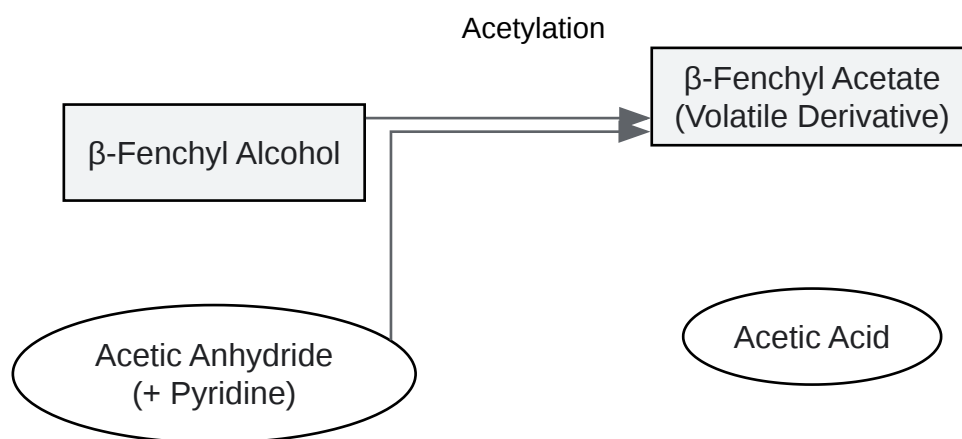 Acetylation
β-Fenchyl Acetate
(Volatile Derivative)
β-Fenchyl Alcohol
Acetic Anhydride
(+ Pyridine)
Acetic Acid